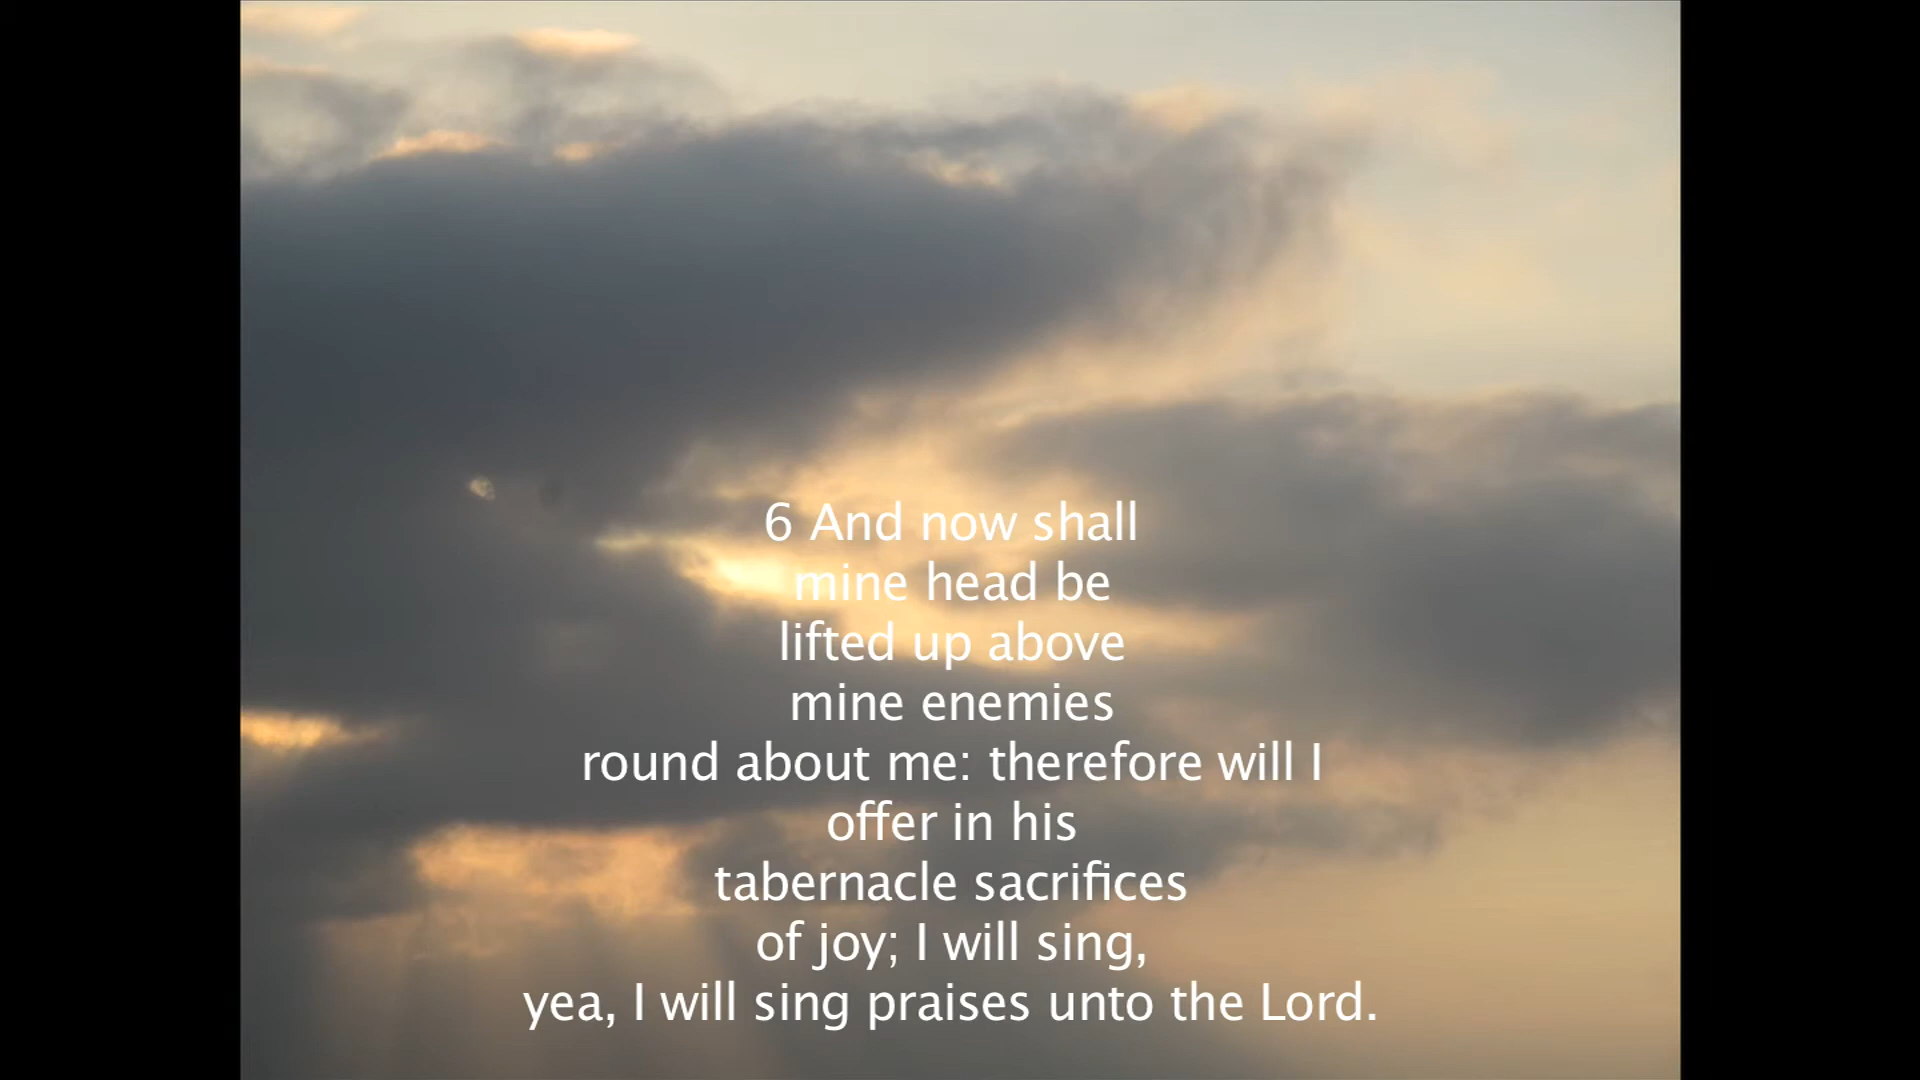 6 And now shall
mine head be
lifted up above
mine enemies
round about me: therefore will I
offer in his
tabernacle sacrifices
of joy; I will sing,
yea, I will sing praises unto the Lord.